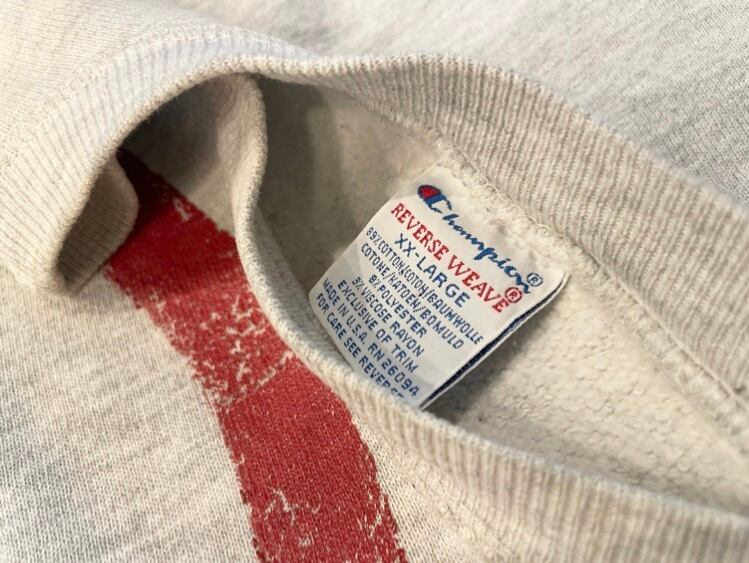 Champion®
REVERSE WEAVE®
XX-LARGE
89% COTTON/COTON/BAUMWOLLE
COTONE/KATOEN/BOMULD
8% POLYESTER
3% VISCOSE RAYON
EXCLUSIVE OF TRIM
MADE IN U.S.A. RN 26094
FOR CARE SEE REVERSE